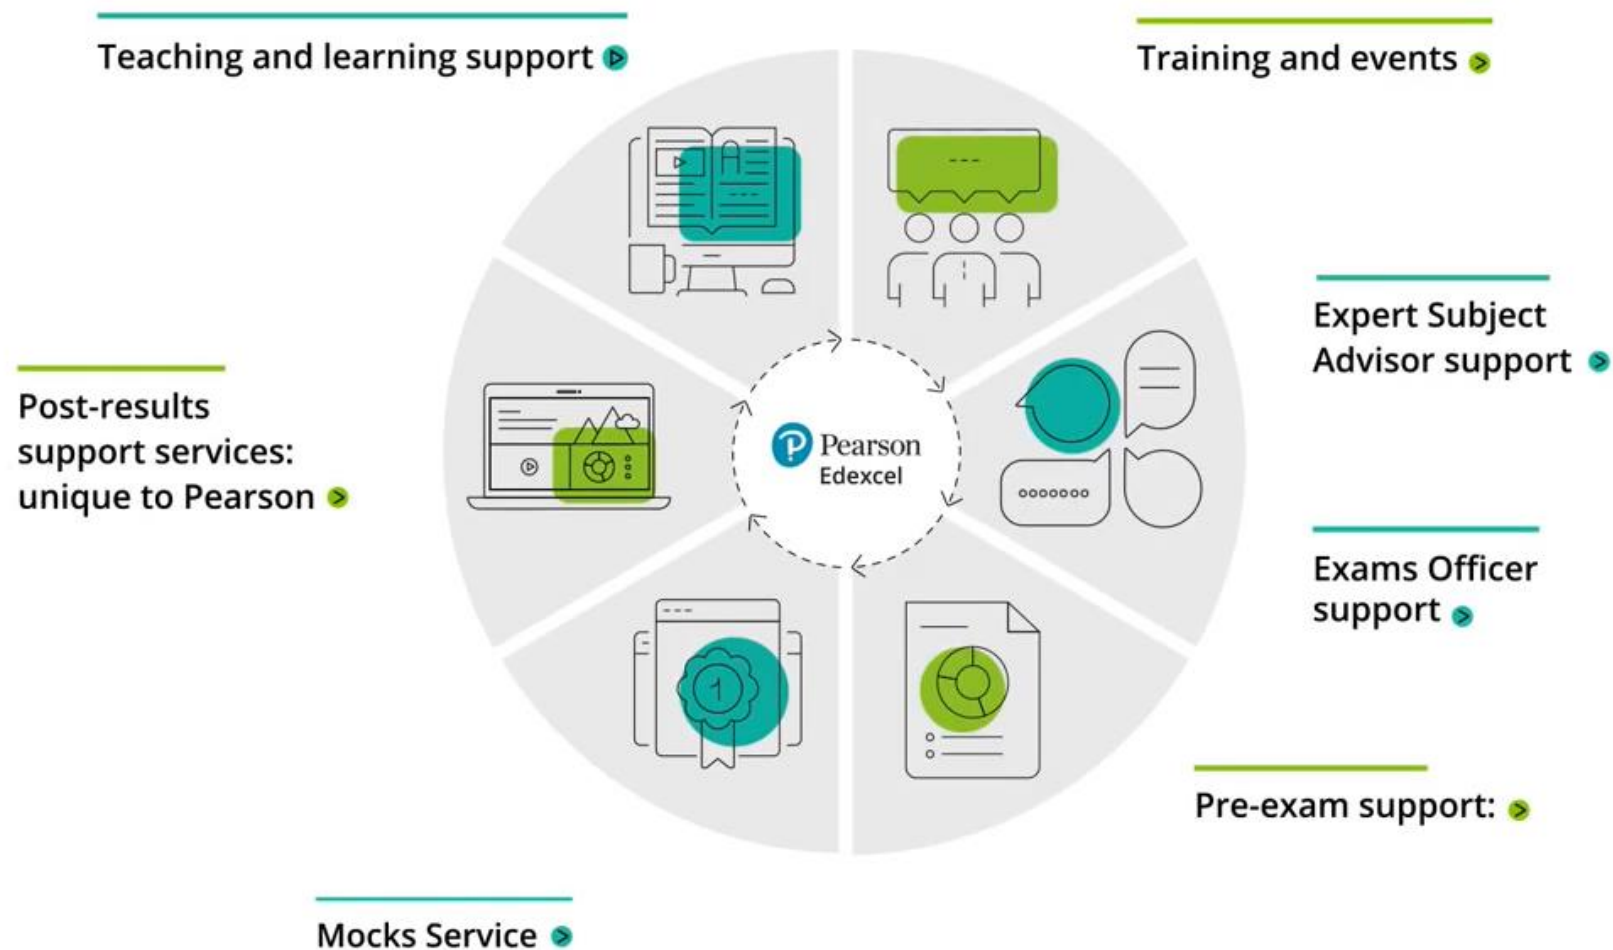 Teaching and learning support
Training and events
Expert Subject
Advisor support
Post-results
support services:
unique to Pearson
P Pearson
Edexcel
Exams Officer
support
1
Pre-exam support:
Mocks Service